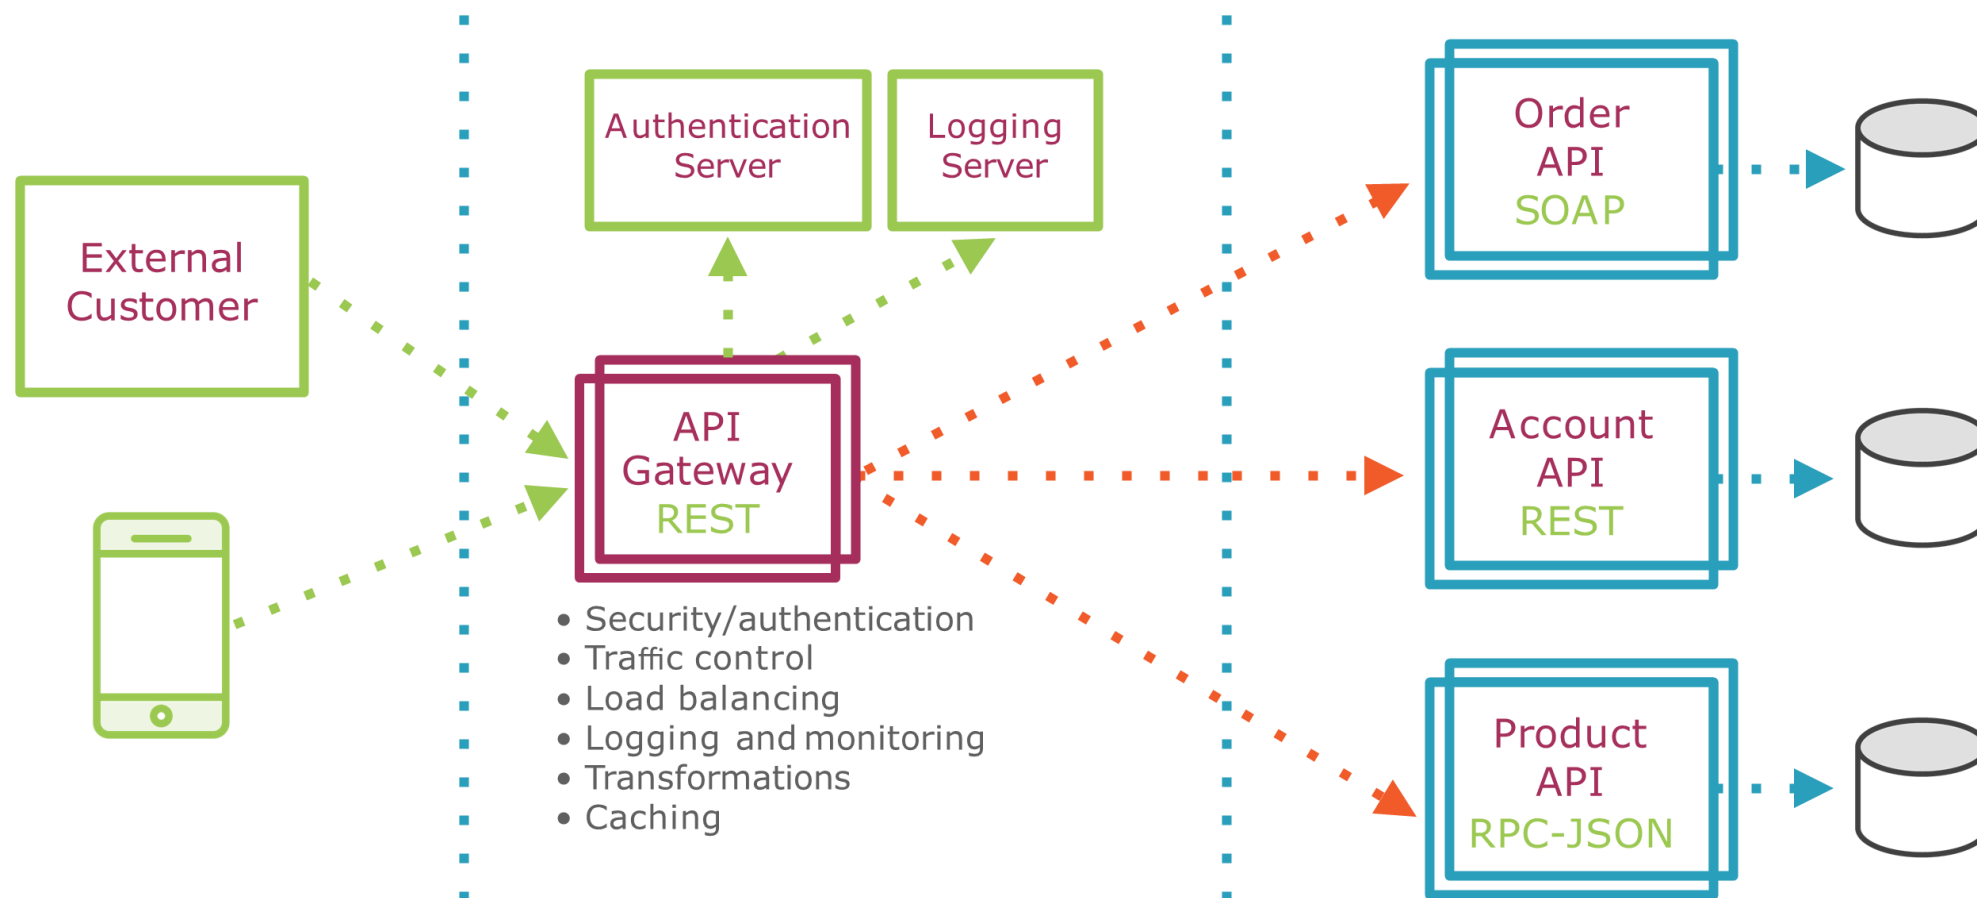 External
Customer
Authentication
Server
Logging
Server
API
Gateway
REST
• Security/authentication
• Traffic control
• Load balancing
• Logging and monitoring
• Transformations
• Caching
Order
API
SOAP
Account
API
REST
Product
API
RPC-JSON